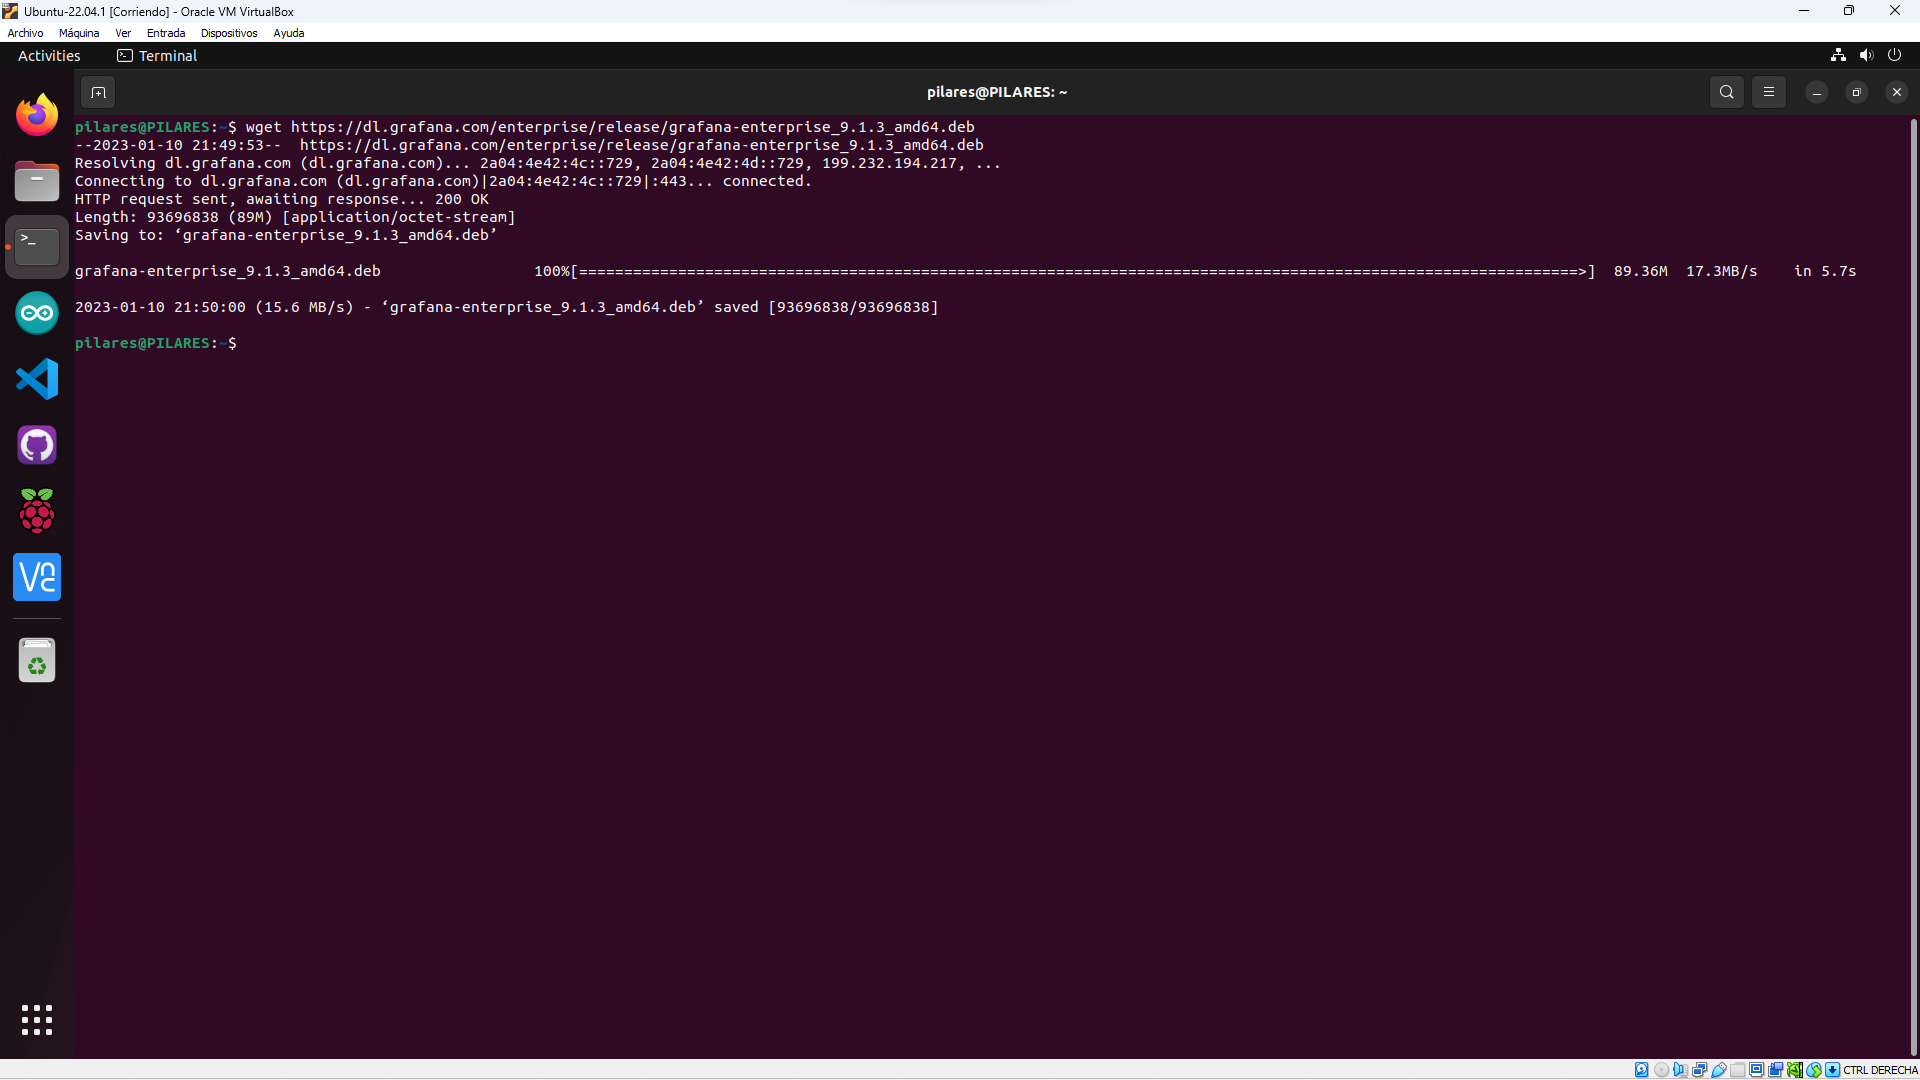 Ubuntu-22.04.1 [Corriendo] - Oracle VM VirtualBox
Archivo Máquina Ver Entrada Dispositivos Ayuda
Activities Terminal
pilares@PILARES: ~
pilares@PILARES:~$ wget https://dl.grafana.com/enterprise/release/grafana-enterprise_9.1.3_amd64.deb
--2023-01-10 21:49:53--  https://dl.grafana.com/enterprise/release/grafana-enterprise_9.1.3_amd64.deb
Resolving dl.grafana.com (dl.grafana.com)... 2a04:4e42:4c::729, 2a04:4e42:4d::729, 199.232.194.217, ...
Connecting to dl.grafana.com (dl.grafana.com)|2a04:4e42:4c::729|:443... connected.
HTTP request sent, awaiting response... 200 OK
Length: 93696838 (89M) [application/octet-stream]
Saving to: ‘grafana-enterprise_9.1.3_amd64.deb’
grafana-enterprise_9.1.3_amd64.deb 100%[===============================================================================================================>] 89.36M 17.3MB/s in 5.7s
2023-01-10 21:50:00 (15.6 MB/s) - ‘grafana-enterprise_9.1.3_amd64.deb’ saved [93696838/93696838]
pilares@PILARES:~$
CTRL DERECHA